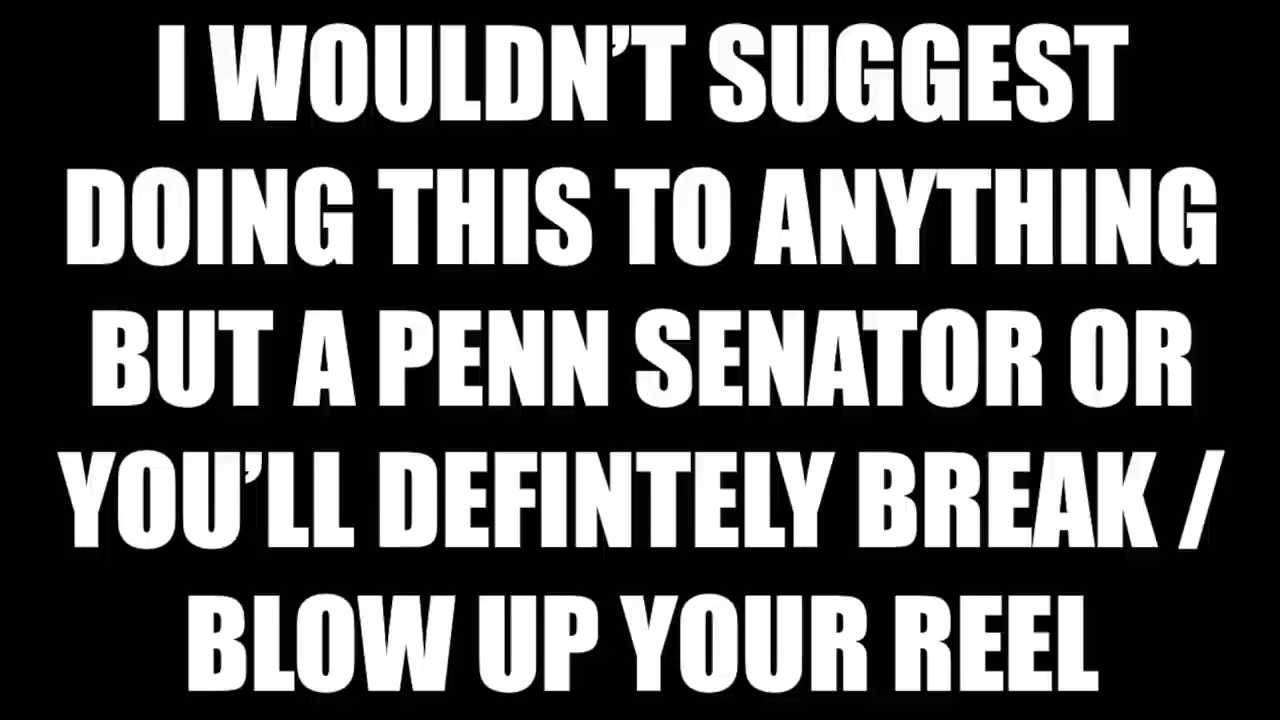 I WOULDN'T SUGGEST
DOING THIS TO ANYTHING
BUT A PENN SENATOR OR
YOU'LL DEFINTELY BREAK /
BLOW UP YOUR REEL